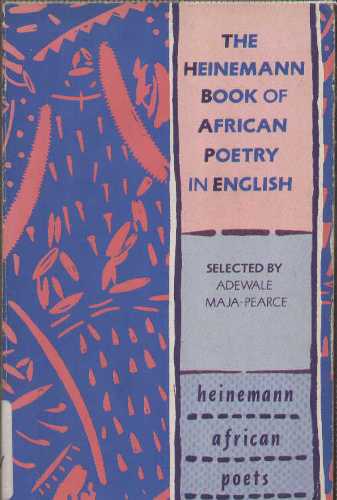 THE
HEINEMANN
BOOK OF
AFRICAN
POETRY
IN ENGLISH
SELECTED BY
ADEWALE
MAJA-PEARCE
heinemann
african
poets